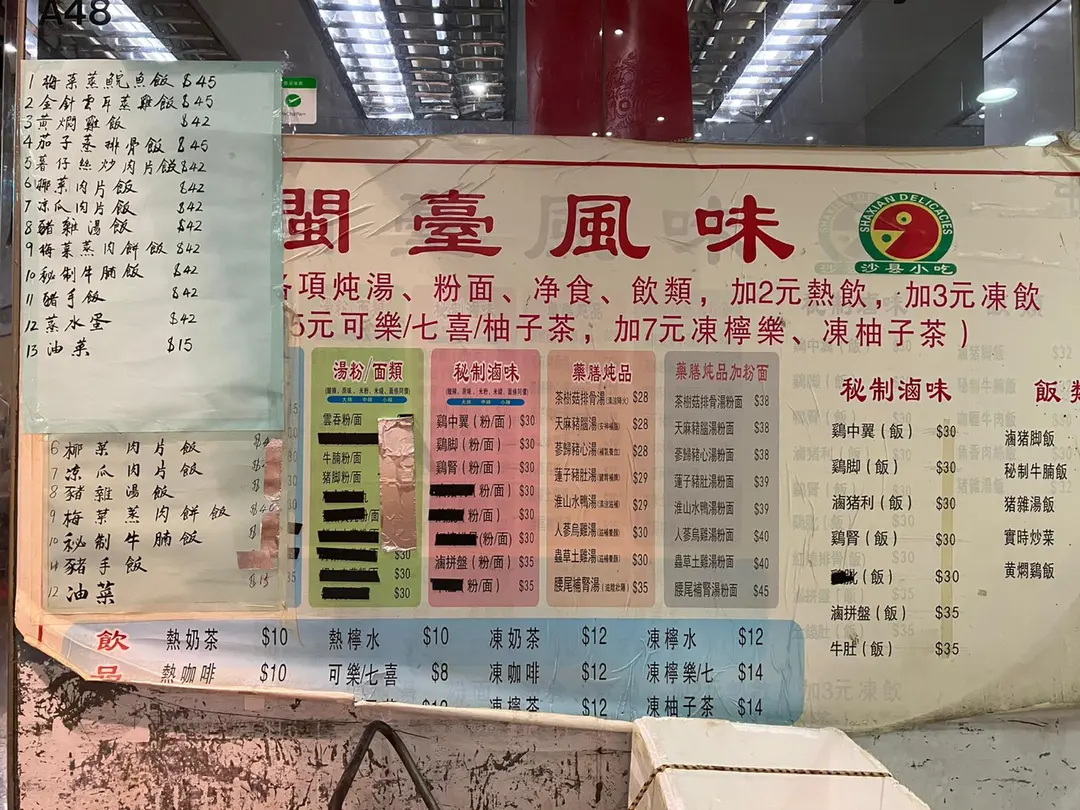 A48
1 梅菜蒸鯇魚飯 $45
2 金針雲耳蒸雞飯 $45
3 黄燜雞飯 $42
4 茄子蒸排骨飯 $45
5 薯仔絲炒肉片飯 $42
6 椰菜肉片飯 $42
7 凉瓜肉片飯 $42
8 豬雜湯飯 $42
9 梅菜蒸肉餅飯 $42
10 秘制牛腩飯 $42
11 豬手飯 $42
12 蒸水蛋 $42
13 油菜 $15
6 椰菜肉片飯
7 凉瓜肉片飯
8 豬雜湯飯
9 梅菜蒸肉餅飯
10 秘制牛腩飯
11 豬手飯
12 油菜 $15
閩臺風味
SHAXIAN DELICACIES
沙县小吃
項炖湯、粉面、净食、飲類，加2元熱飲，加3元凍飲
5元可樂/七喜/柚子茶，加7元凍檸樂、凍柚子茶 )
湯粉/面類
雲吞粉/面
牛腩粉/面
豬脚粉/面
$30
$30
$30
秘制滷味
鷄中翼 ( 粉/面 ) $30
鷄脚 ( 粉/面 ) $30
鷄腎 ( 粉/面 ) $30
( 粉/面 ) $30
( 粉/面 ) $30
(粉/面 ) $30
滷拼盤 ( 粉/面 ) $35
粉/面 ) $35
藥膳炖品
茶樹菇排骨湯 $28
天麻豬腦湯 $28
蔘歸豬心湯 $28
蓮子豬肚湯 $29
淮山水鴨湯 $29
人蔘烏雞湯 $30
蟲草土雞湯 $30
腰尾補腎湯 $35
藥膳炖品加粉面
茶樹菇排骨湯粉面 $38
天麻豬腦湯粉面 $38
蔘歸豬心湯粉面 $38
蓮子豬肚湯粉面 $39
淮山水鴨湯粉面 $39
人蔘烏雞湯粉面 $40
蟲草土雞湯粉面 $40
腰尾補腎湯粉面 $45
秘制滷味
鷄中翼 ( 飯 ) $30
鷄脚 ( 飯 ) $30
滷豬利 ( 飯 ) $30
鷄腎 ( 飯 ) $30
( 飯 ) $30
滷拼盤 ( 飯 ) $35
牛肚 ( 飯 ) $35
飯類
滷豬脚飯
秘制牛腩飯
豬雜湯飯
實時炒菜
黄燜鷄飯
飲品
熱奶茶 $10 熱檸水 $10 凍奶茶 $12 凍檸水 $12
熱咖啡 $10 可樂/七喜 $8 凍咖啡 $12 凍檸樂/七 $14
凍檸茶 $12 凍柚子茶 $14